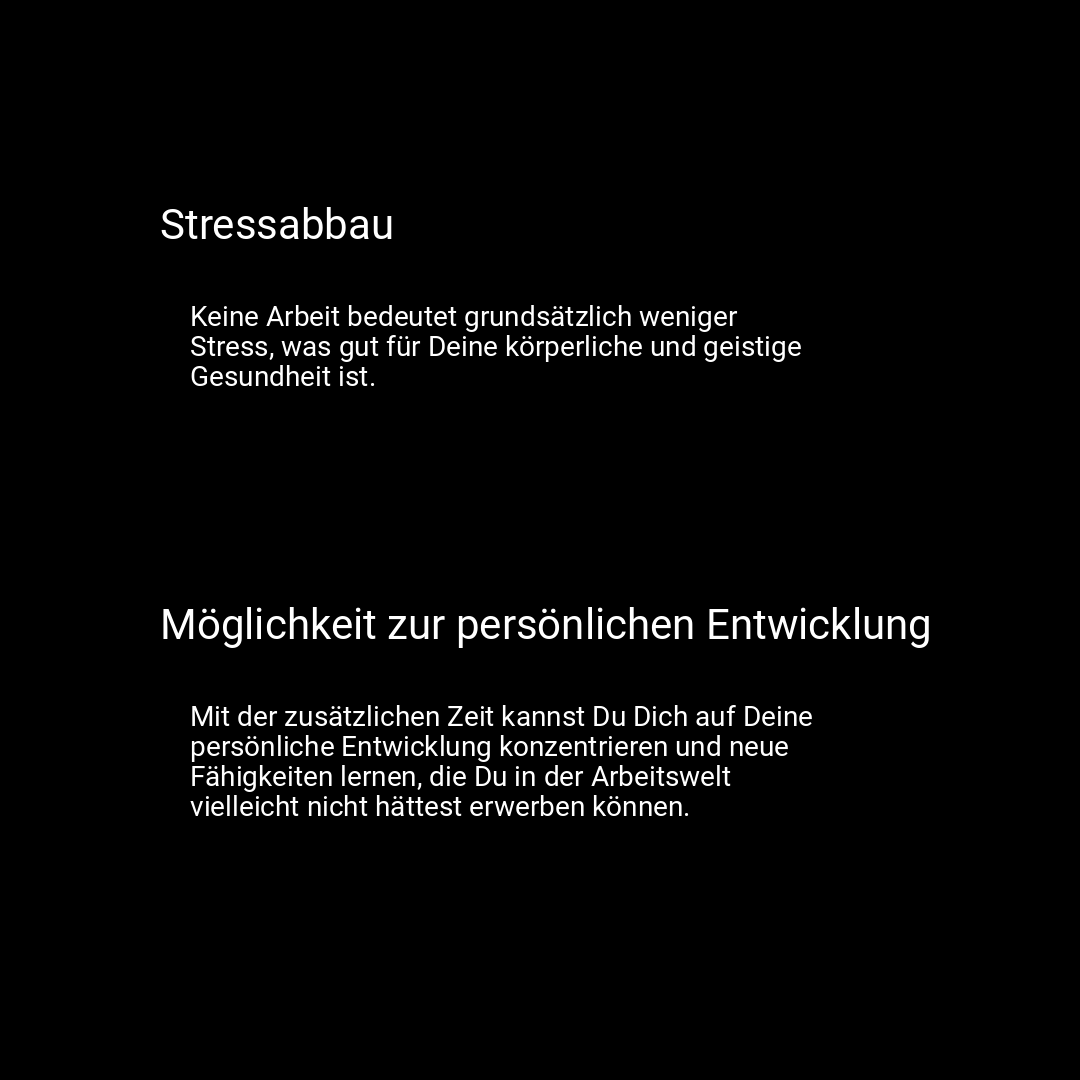 Stressabbau
Keine Arbeit bedeutet grundsätzlich weniger
Stress, was gut für Deine körperliche und geistige
Gesundheit ist.
Möglichkeit zur persönlichen Entwicklung
Mit der zusätzlichen Zeit kannst Du Dich auf Deine
persönliche Entwicklung konzentrieren und neue
Fähigkeiten lernen, die Du in der Arbeitswelt
vielleicht nicht hättest erwerben können.